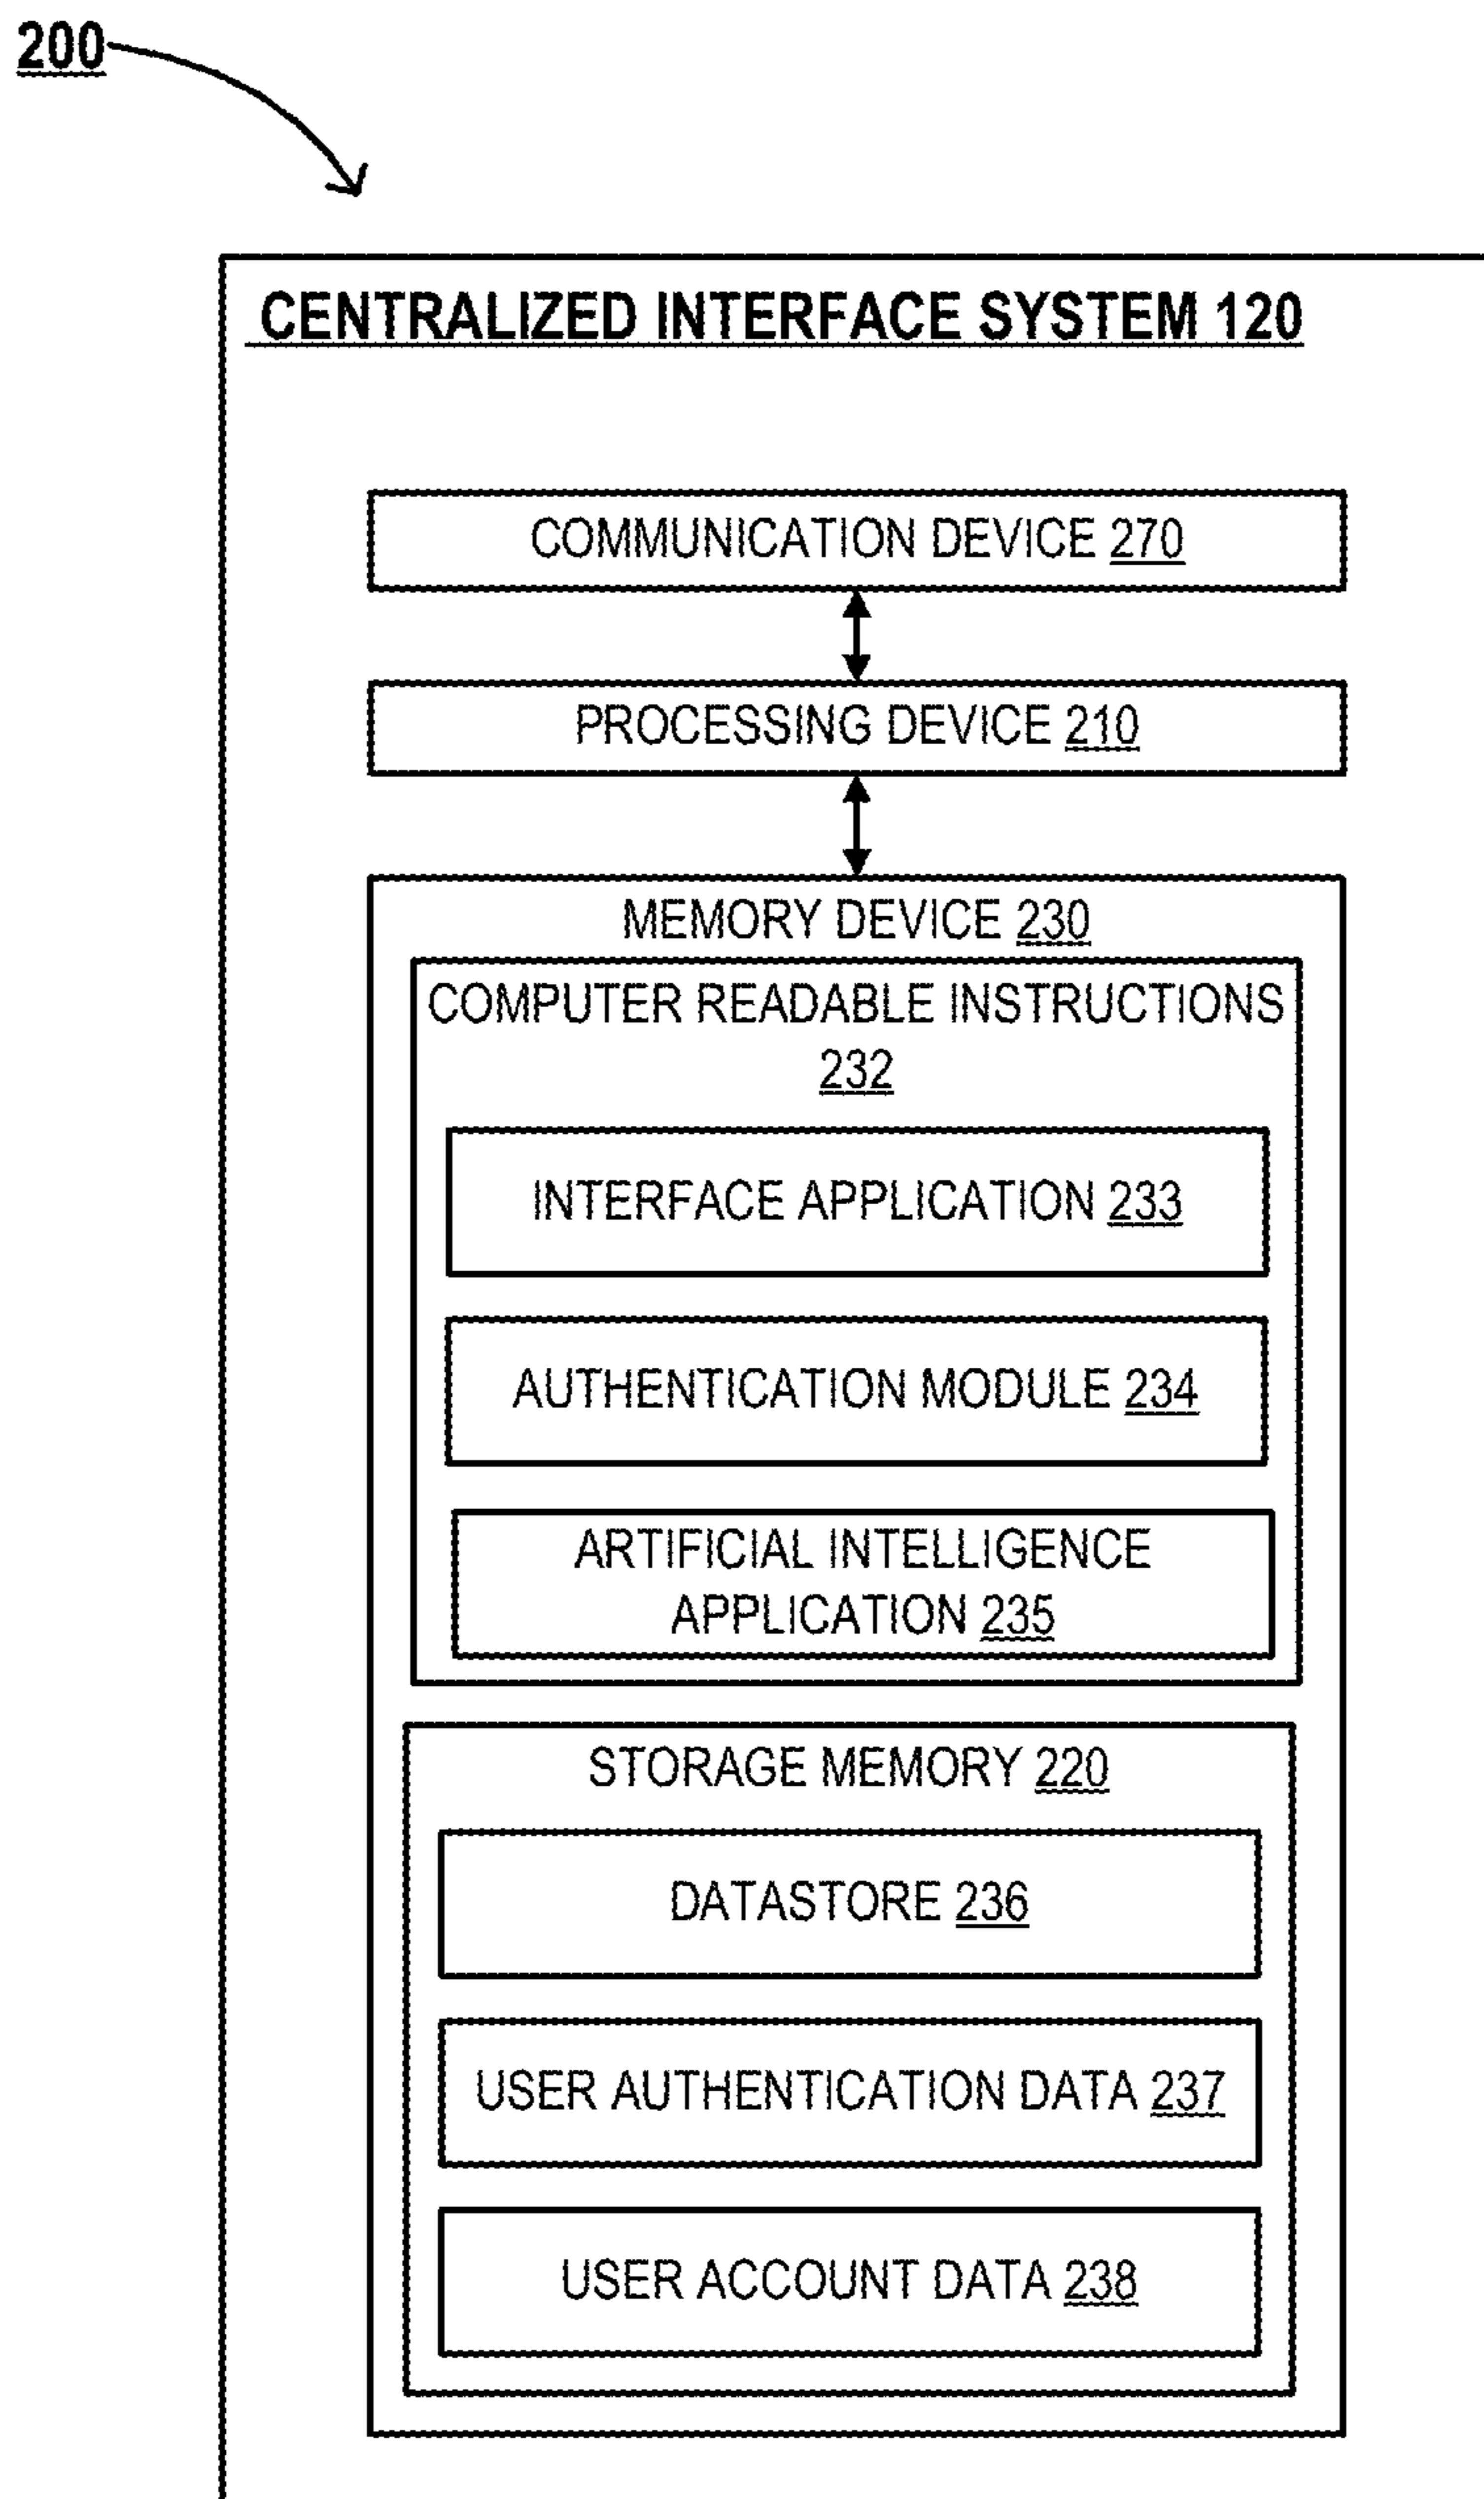 200
CENTRALIZED INTERFACE SYSTEM 120
COMMUNICATION DEVICE 270
PROCESSING DEVICE 210
MEMORY DEVICE 230
COMPUTER READABLE INSTRUCTIONS
232
INTERFACE APPLICATION 233
AUTHENTICATION MODULE 234
ARTIFICIAL INTELLIGENCE
APPLICATION 235
STORAGE MEMORY 220
DATASTORE 236
USER AUTHENTICATION DATA 237
USER ACCOUNT DATA 238